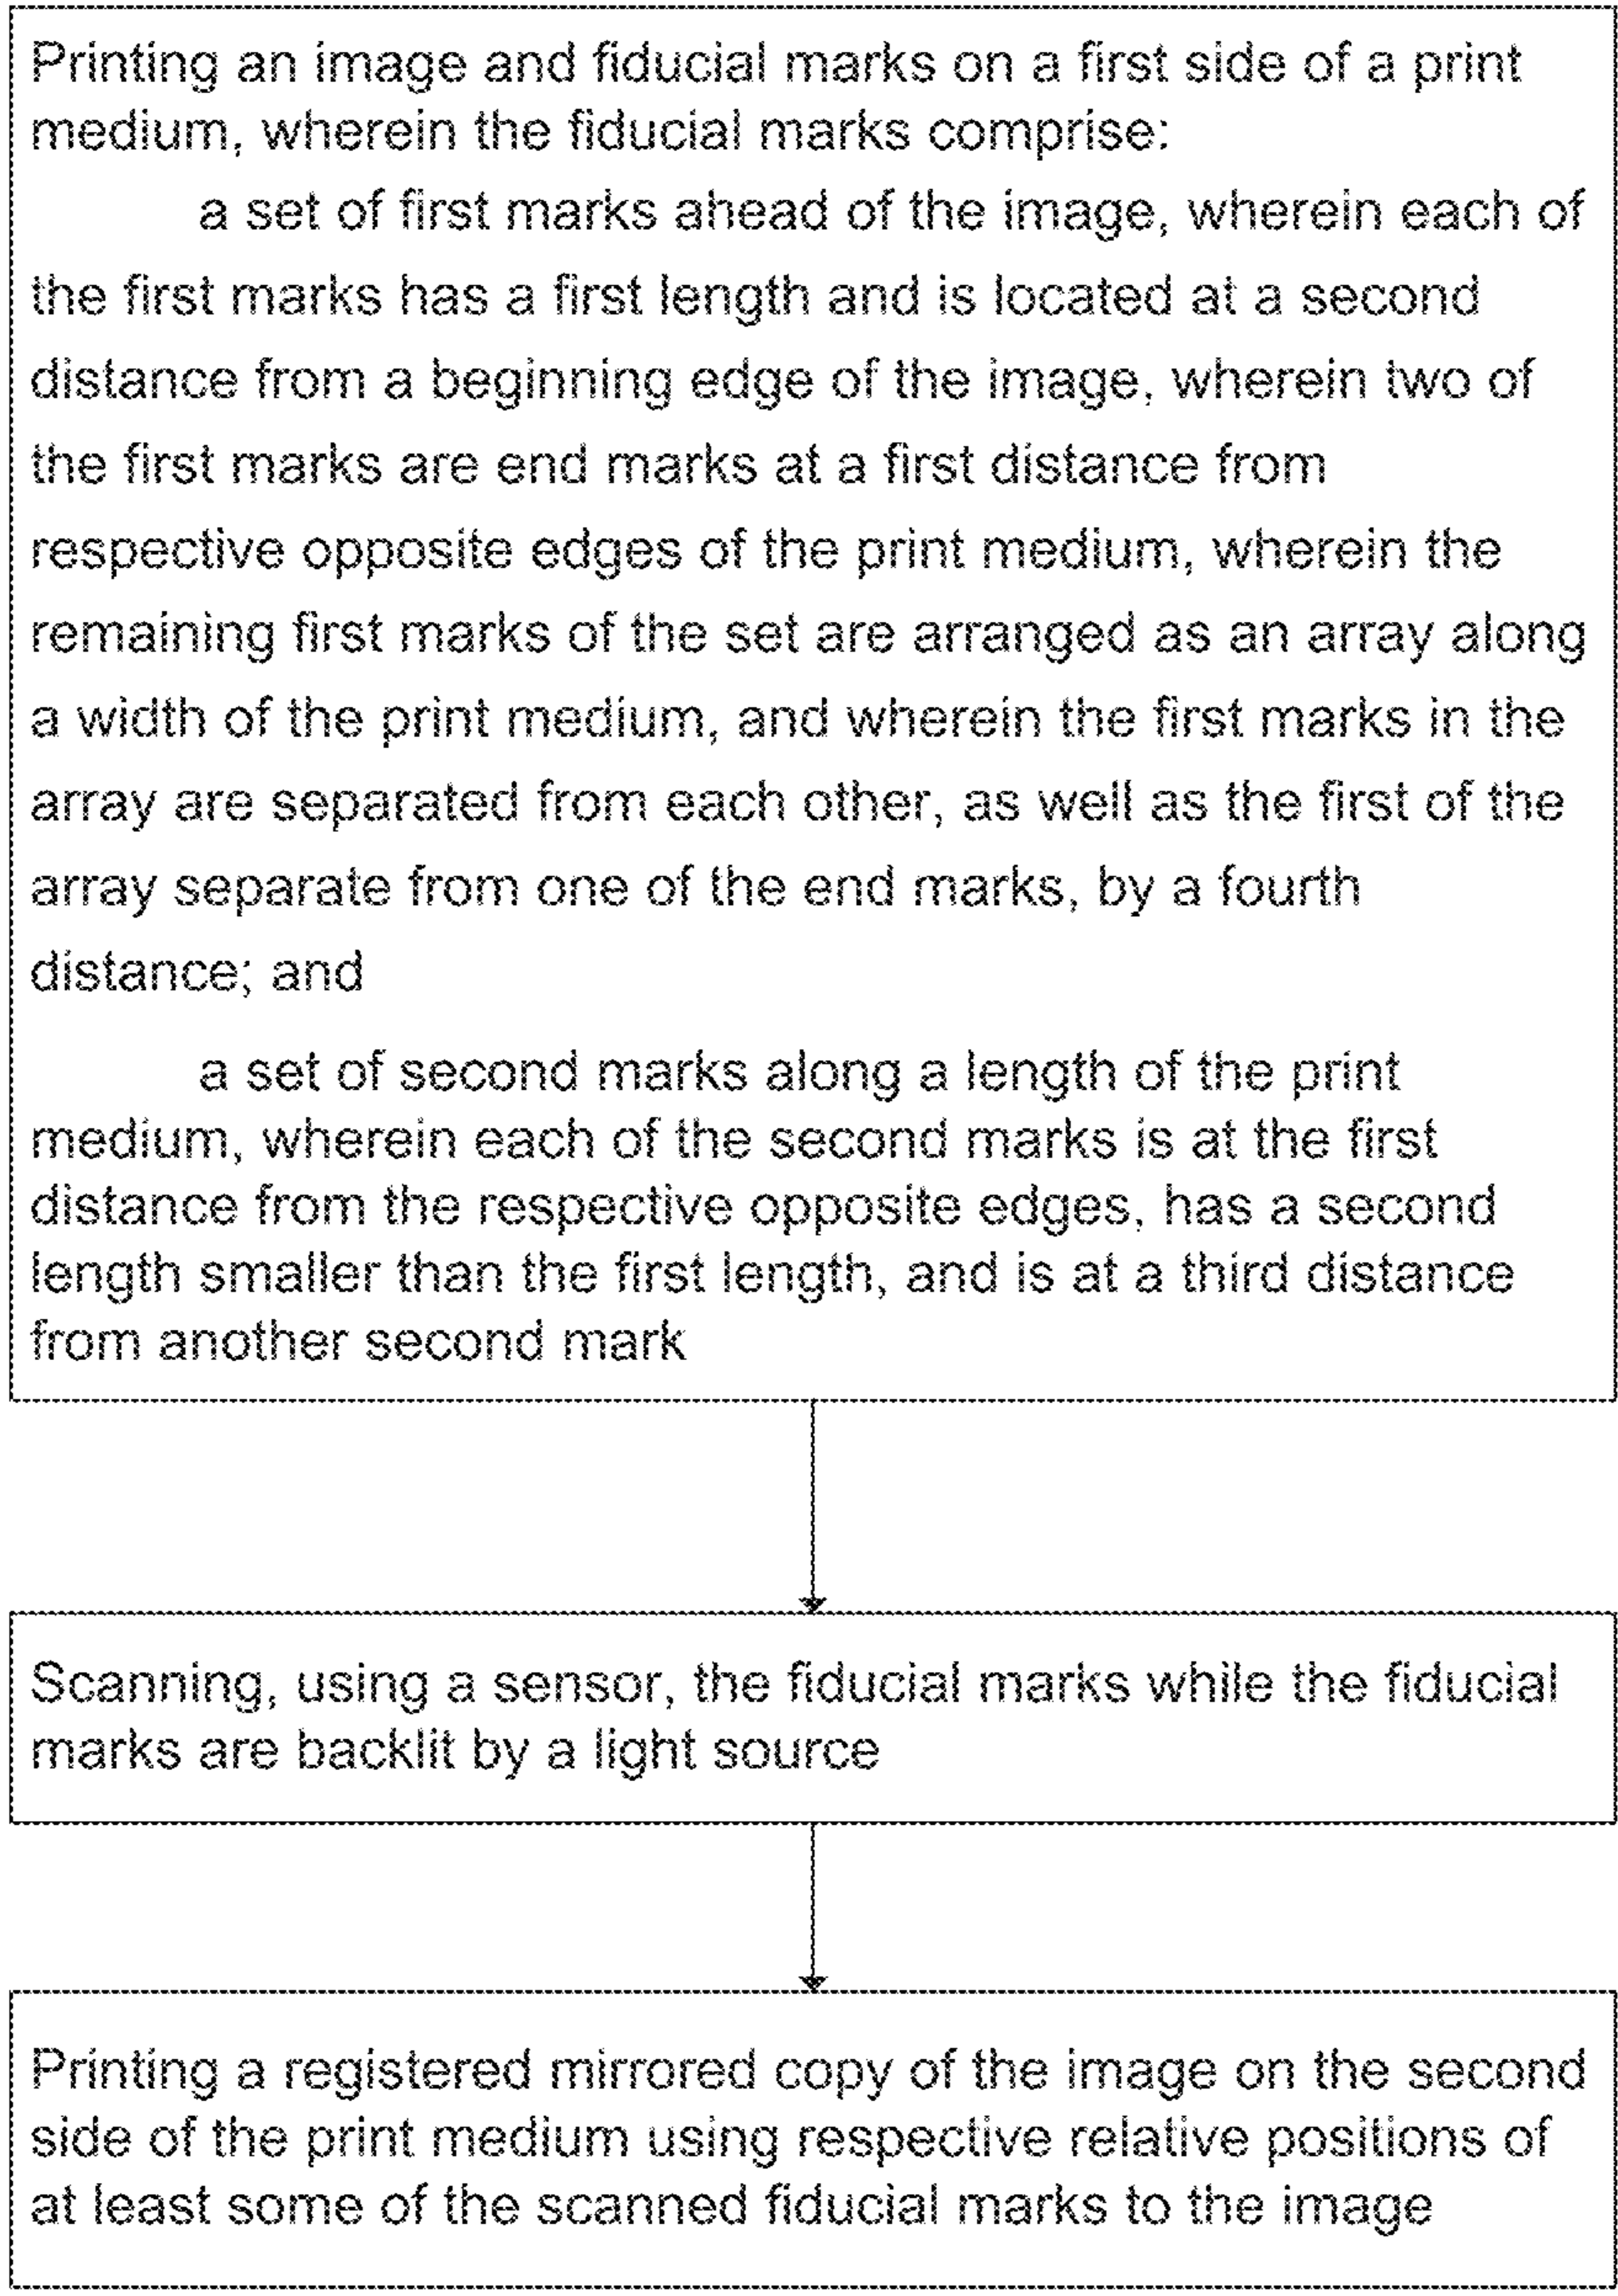 Printing an image and fiducial marks on a first side of a print
medium, wherein the fiducial marks comprise:
a set of first marks ahead of the image, wherein each of
the first marks has a first length and is located at a second
distance from a beginning edge of the image, wherein two of
the first marks are end marks at a first distance from
respective opposite edges of the print medium, wherein the
remaining first marks of the set are arranged as an array along
a width of the print medium, and wherein the first marks in the
array are separated from each other, as well as the first of the
array separate from one of the end marks, by a fourth
distance; and
a set of second marks along a length of the print
medium, wherein each of the second marks is at the first
distance from the respective opposite edges, has a second
length smaller than the first length, and is at a third distance
from another second mark
Scanning, using a sensor, the fiducial marks while the fiducial
marks are backlit by a light source
Printing a registered mirrored copy of the image on the second
side of the print medium using respective relative positions of
at least some of the scanned fiducial marks to the image